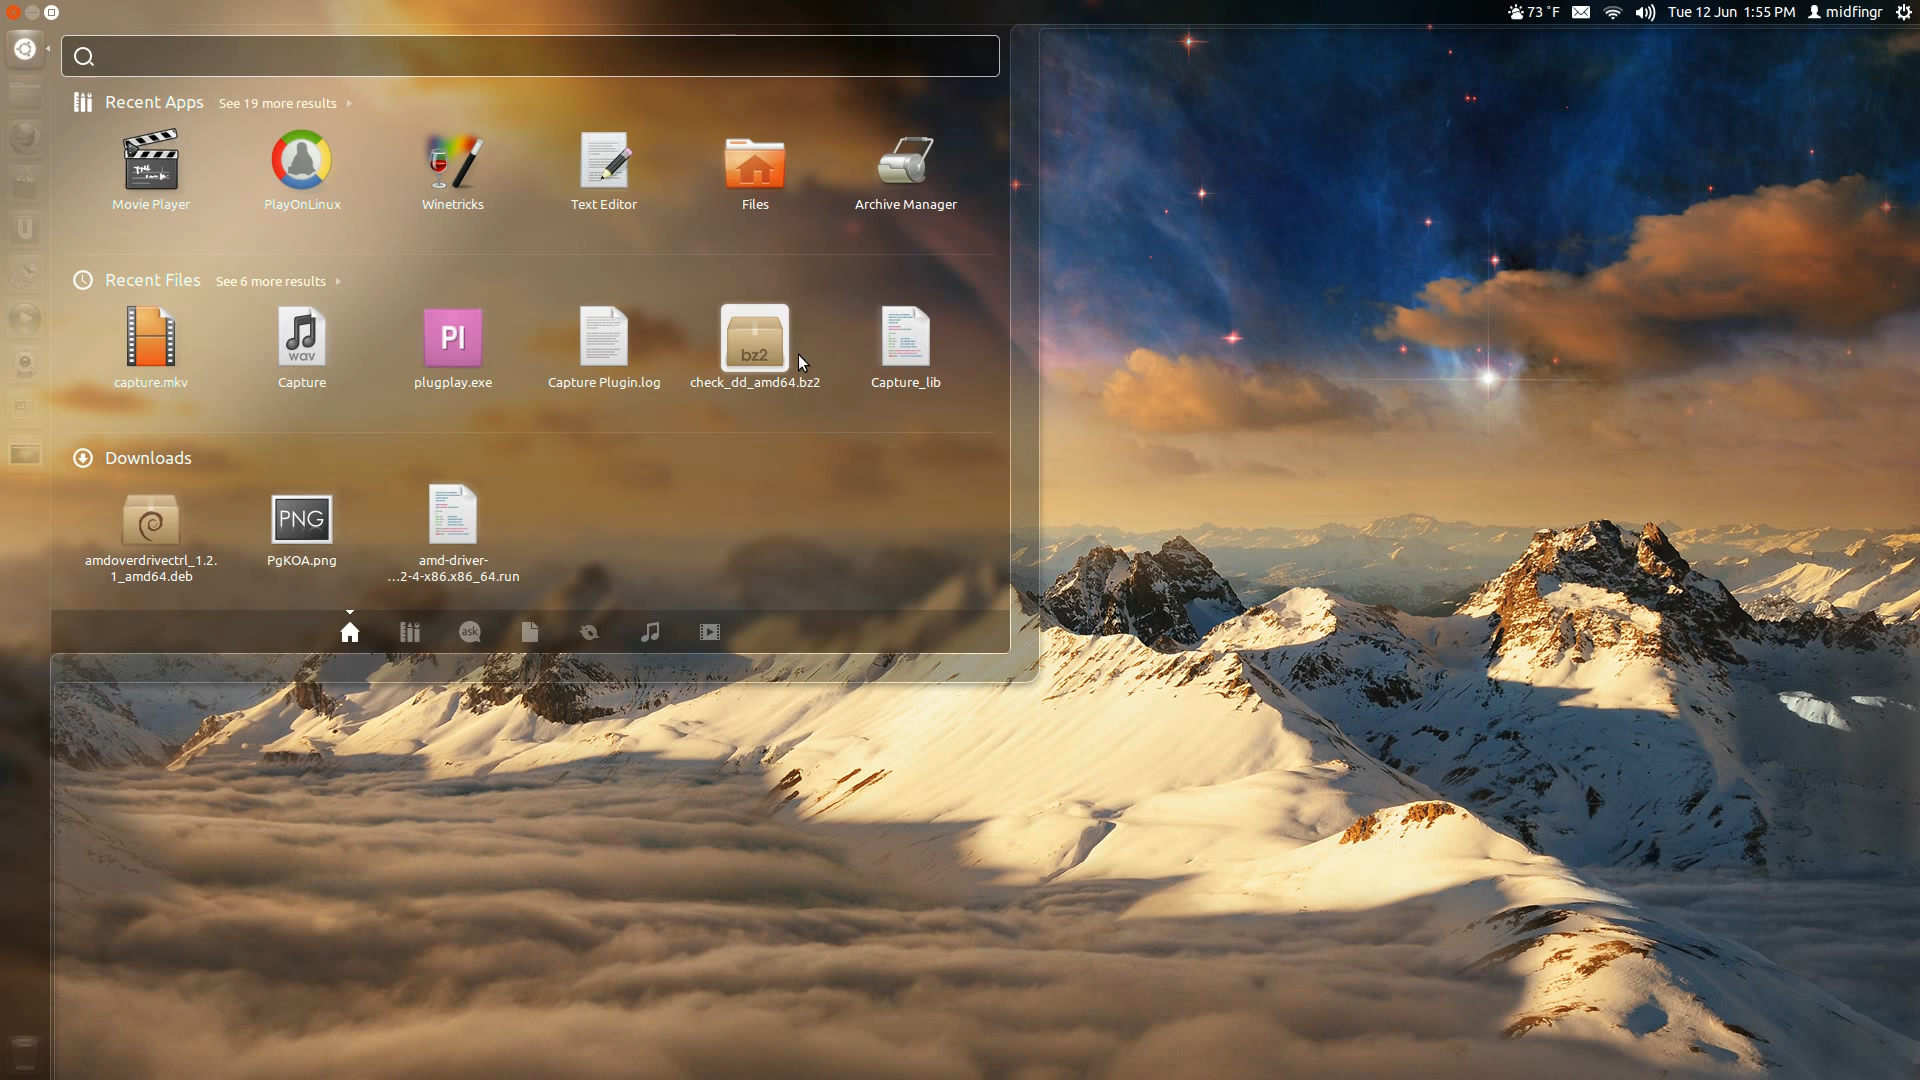 73 °F Tue 12 Jun 1:55 PM midfingr
Recent Apps See 19 more results
Movie Player PlayOnLinux Winetricks Text Editor Files Archive Manager
Recent Files See 6 more results
wav PI bz2
capture.mkv Capture plugplay.exe Capture Plugin.log check_dd_amd64.bz2 Capture_lib
Downloads
PNG
amdoverdrivectrl_1.2. PgKOA.png amd-driver-
1_amd64.deb ...2-4-x86.x86_64.run
ask